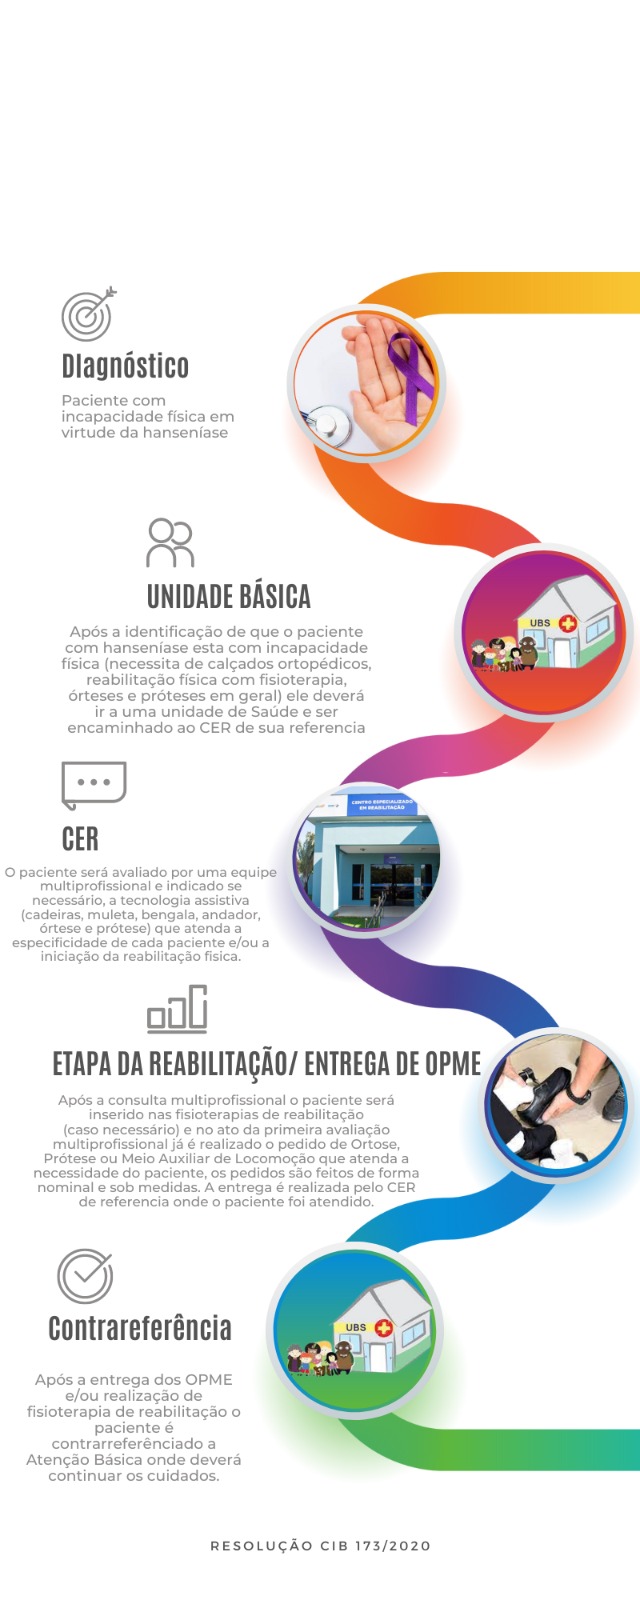 DIagnóstico
Paciente com
incapacidade física em
virtude da hanseníase
UNIDADE BÁSICA
Após a identificação de que o paciente
com hanseníase esta com incapacidade
física (necessita de calçados ortopédicos,
reabilitação física com fisioterapia,
órteses e próteses em geral) ele deverá
ir a uma unidade de Saúde e ser
encaminhado ao CER de sua referencia
UBS
CER
O paciente será avaliado por uma equipe
multiprofissional e indicado se
necessário, a tecnologia assistiva
(cadeiras, muleta, bengala, andador,
órtese e prótese) que atenda a
especificidade de cada paciente e/ou a
iniciação da reabilitação fisica.
CENTRO ESPECIALIZADO
EM REABILITAÇÃO
ETAPA DA REABILITAÇÃO/ ENTREGA DE OPME
Após a consulta multiprofissional o paciente será
inserido nas fisioterapias de reabilitação
(caso necessário) e no ato da primeira avaliação
multiprofissional já é realizado o pedido de Ortose,
Prótese ou Meio Auxiliar de Locomoção que atenda a
necessidade do paciente, os pedidos são feitos de forma
nominal e sob medidas. A entrega é realizada pelo CER
de referencia onde o paciente foi atendido.
Contrareferência
Após a entrega dos OPME
e/ou realização de
fisioterapia de reabilitação o
paciente é
contrarreferênciado a
Atenção Básica onde deverá
continuar os cuidados.
UBS
RESOLUÇÃO CIB 173/2020